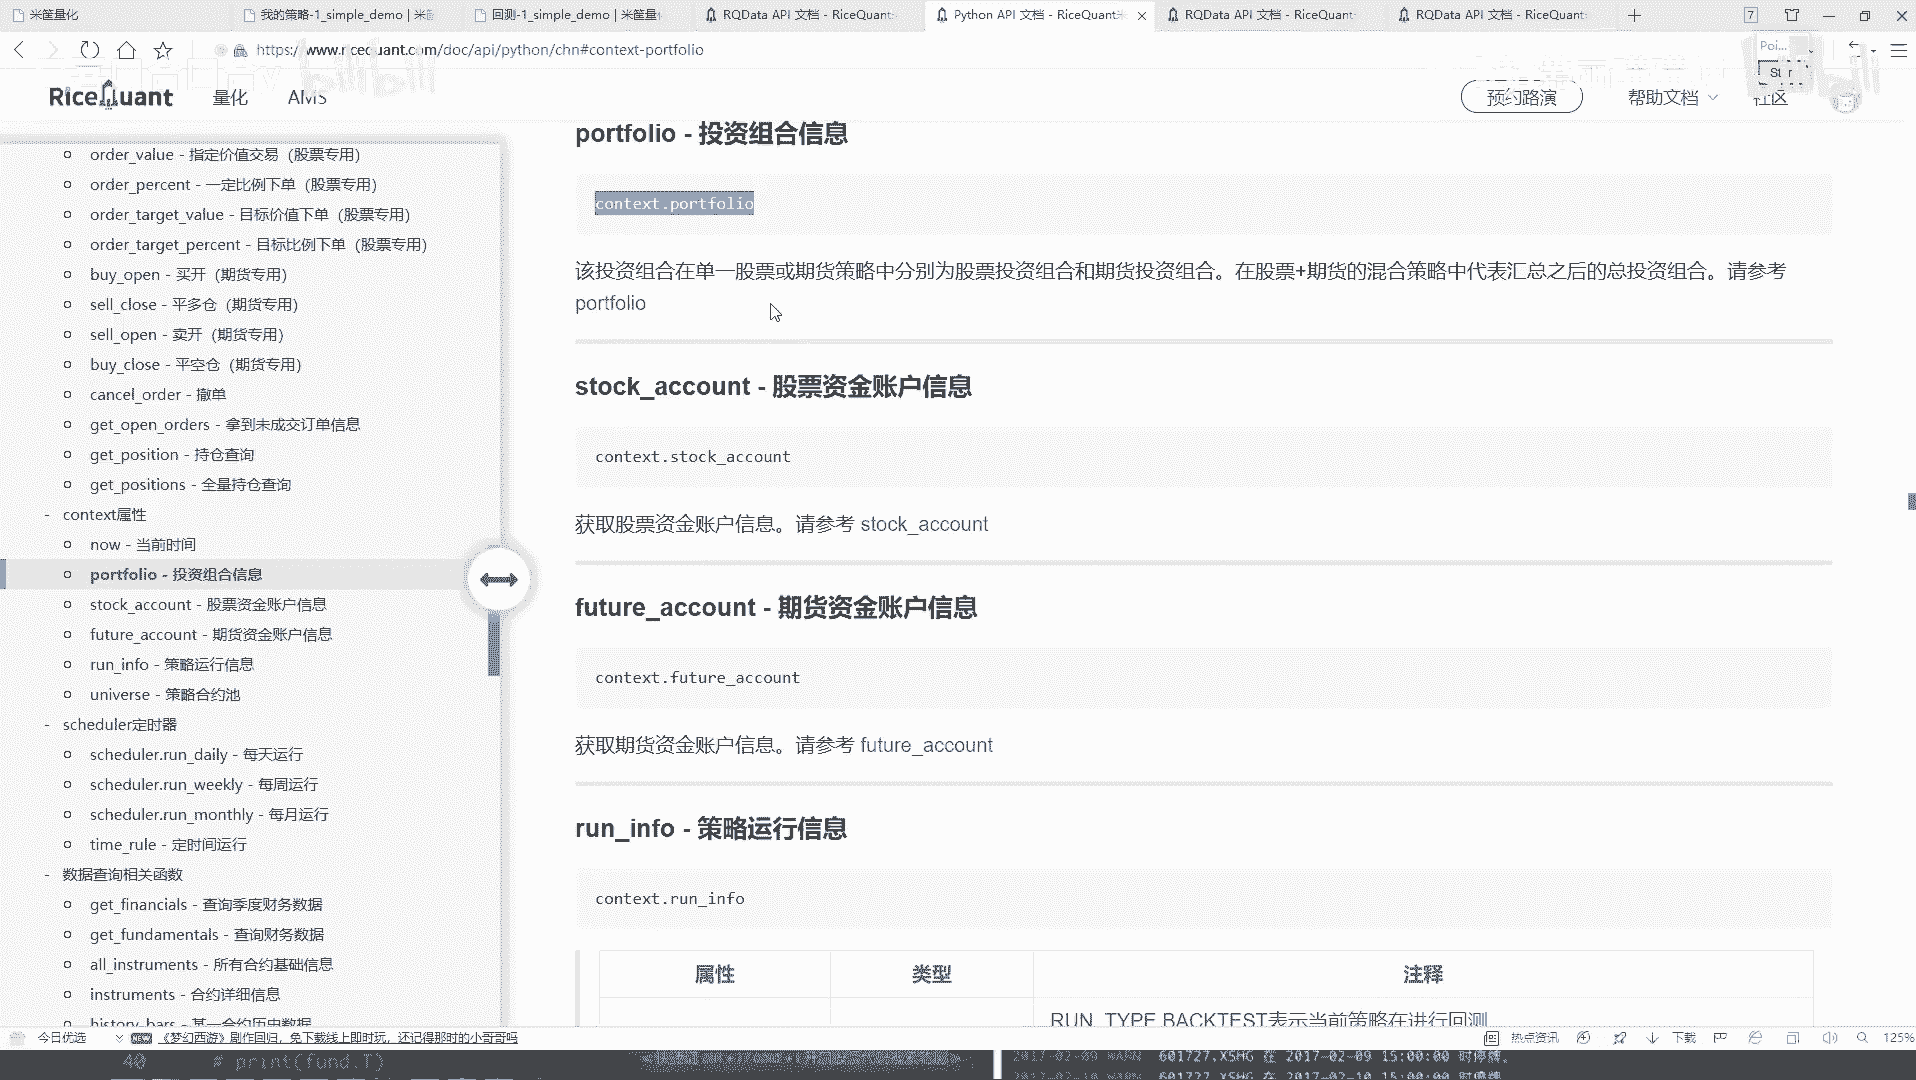 米筐量化
我的策略-1_simple_demo | 米筐
回测-1_simple_demo | 米筐量
RQData API 文档 - RiceQuant
Python API 文档 - RiceQuant
RQData API 文档 - RiceQuant
RQData API 文档 - RiceQuant
7
https://www.ricequant.com/doc/api/python/chn#context-portfolio
RiceQuant
量化
AMS
预约路演
帮助文档
社区
order_value - 指定价值交易（股票专用）
order_percent - 一定比例下单（股票专用）
order_target_value - 目标价值下单（股票专用）
order_target_percent - 目标比例下单（股票专用）
buy_open - 买开（期货专用）
sell_close - 平多仓（期货专用）
sell_open - 卖开（期货专用）
buy_close - 平空仓（期货专用）
cancel_order - 撤单
get_open_orders - 拿到未成交订单信息
get_position - 持仓查询
get_positions - 全量持仓查询
- context属性
now - 当前时间
portfolio - 投资组合信息
stock_account - 股票资金账户信息
future_account - 期货资金账户信息
run_info - 策略运行信息
universe - 策略合约池
- scheduler定时器
scheduler.run_daily - 每天运行
scheduler.run_weekly - 每周运行
scheduler.run_monthly - 每月运行
time_rule - 定时间运行
- 数据查询相关函数
get_financials - 查询季度财务数据
get_fundamentals - 查询财务数据
all_instruments - 所有合约基础信息
instruments - 合约详细信息
history_bars - 某一合约历史数据
portfolio - 投资组合信息
context.portfolio
该投资组合在单一股票或期货策略中分别为股票投资组合和期货投资组合。在股票+期货的混合策略中代表汇总之后的总投资组合。请参考
portfolio
stock_account - 股票资金账户信息
context.stock_account
获取股票资金账户信息。请参考 stock_account
future_account - 期货资金账户信息
context.future_account
获取期货资金账户信息。请参考 future_account
run_info - 策略运行信息
context.run_info
属性 类型 注释
RUN_TYPE.BACKTEST表示当前策略在进行回测
今日优选
《梦幻西游》剧作回归，免下载线上即时玩，还记得那时的小哥哥吗
热点资讯
下载
125%
40 # print(fund.T)
2017-02-09 WARN 601727.XSHG 在 2017-02-09 15:00:00 时停牌。
2017-02-10 WARN 601727.XSHG 在 2017-02-10 15:00:00 时停牌。